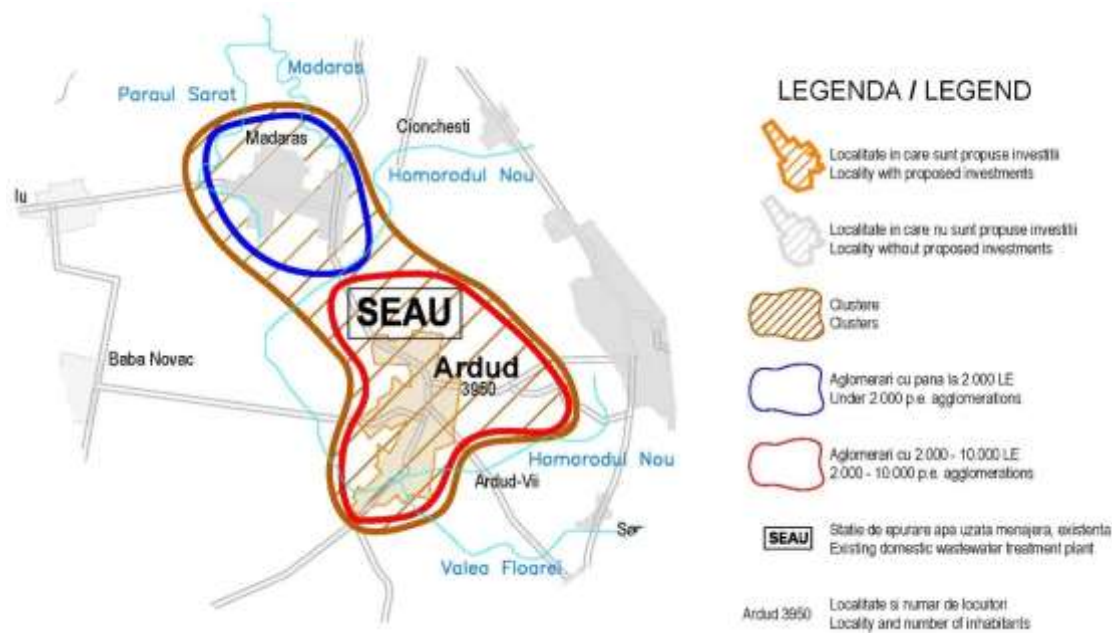 Madaras
Paraul Sarat
Madaras
Cionchesti
Homorodul Nou
Iu
SEAU
Ardud
3950
Baba Novac
Homorodul Nou
Ardud-Vii
Valea Floarei
LEGENDA / LEGEND
Localitate in care sunt propuse investitii
Locality with proposed investments
Localitate in care nu sunt propuse investitii
Locality without proposed investments
Clustere
Clusters
Aglomerari cu pana la 2.000 LE
Under 2.000 p.e. agglomerations
Aglomerari cu 2.000 - 10.000 LE
2.000 - 10.000 p.e. agglomerations
SEAU
Statie de epurare apa uzata menajera, existenta
Existing domestic wastewater treatment plant
Ardud 3950
Localitate si numar de locuitori
Locality and number of inhabitants